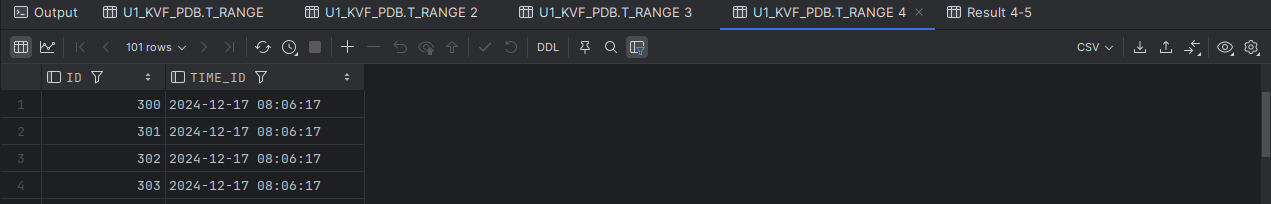 Output U1_KVF_PDB.T_RANGE U1_KVF_PDB.T_RANGE 2 U1_KVF_PDB.T_RANGE 3 U1_KVF_PDB.T_RANGE 4 Result 4-5
101 rows DDL CSV
ID TIME_ID
1 300 2024-12-17 08:06:17
2 301 2024-12-17 08:06:17
3 302 2024-12-17 08:06:17
4 303 2024-12-17 08:06:17